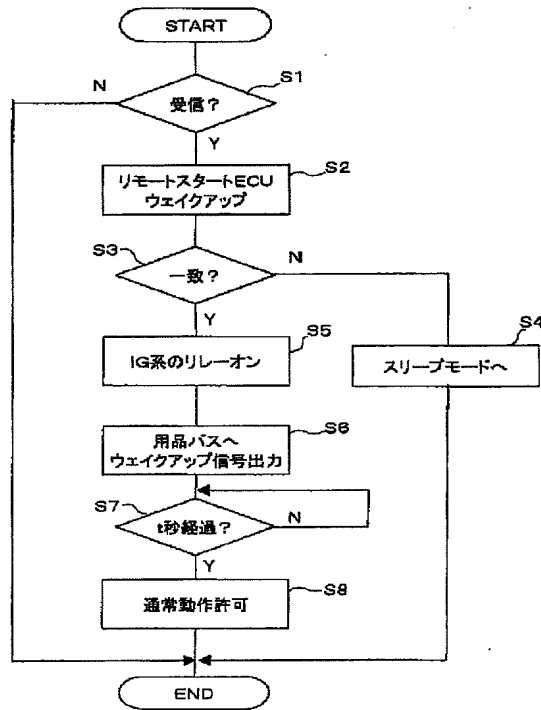 START
N
S1
受信?
Y
S2
リモートスタートECU
ウェイクアップ
S3
N
一致?
Y
S4
S5
IG系のリレーオン
スリープモードへ
S6
用品バスへ
ウェイクアップ信号出力
S7
t秒経過?
N
Y
S8
通常動作許可
END